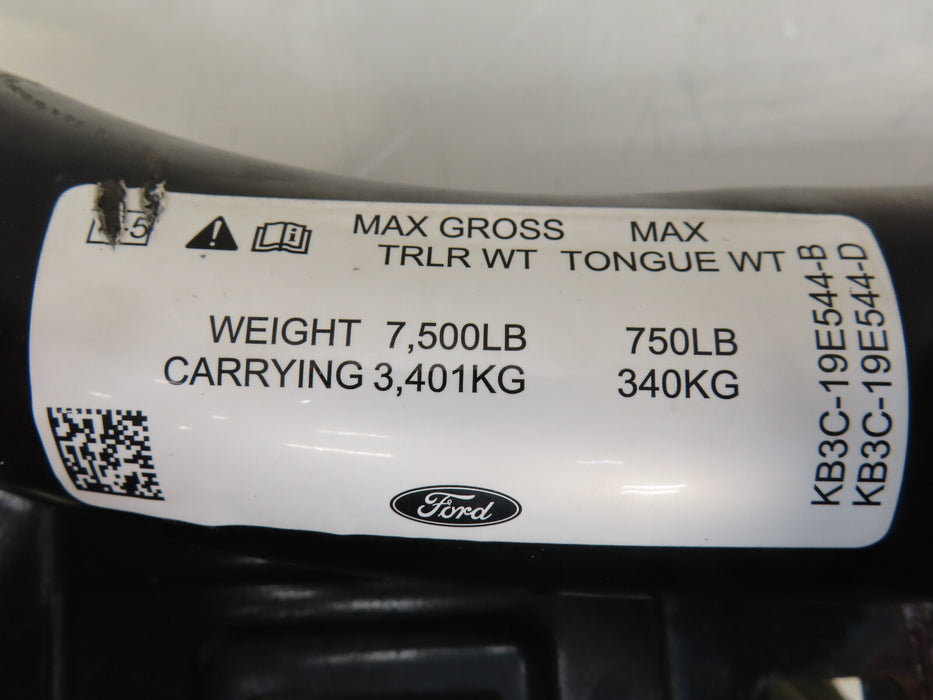 5
MAX GROSS MAX
TRLR WT TONGUE WT
WEIGHT 7,500LB 750LB
CARRYING 3,401KG 340KG
Ford
KB3C-19E544-B
KB3C-19E544-D